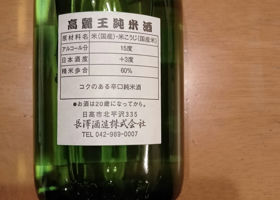 高麗王純米酒
原材料名 米(国産)・米こうじ(国産米)
アルコール分 15度
日本酒度 +3度
精米歩合 60%
コクのある辛口純米酒
●お酒は20歳になってから。
日高市北平沢335
長澤酒造株式会社
TEL 042-989-0007